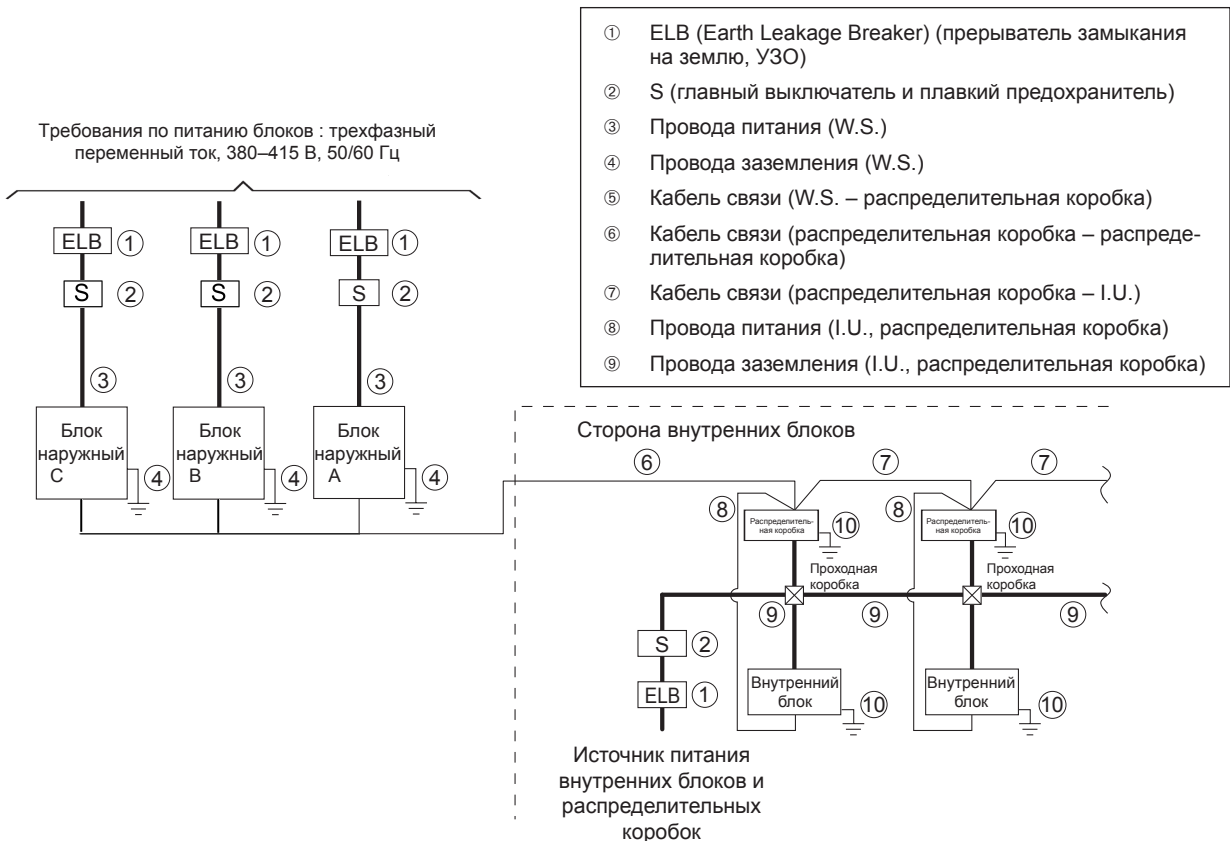 ① ELB (Earth Leakage Breaker) (прерыватель замыкания
на землю, УЗО)
② S (главный выключатель и плавкий предохранитель)
③ Провода питания (W.S.)
④ Провода заземления (W.S.)
⑤ Кабель связи (W.S. – распределительная коробка)
⑥ Кабель связи (распределительная коробка – распреде-
лительная коробка)
⑦ Кабель связи (распределительная коробка – I.U.)
⑧ Провода питания (I.U., распределительная коробка)
⑨ Провода заземления (I.U., распределительная коробка)
Требования по питанию блоков : трехфазный
переменный ток, 380–415 В, 50/60 Гц
ELB ① ELB ① ELB ①
S ② S ② S ②
③ ③ ③
Блок
наружный
C
④
Блок
наружный
B
④
Блок
наружный
A
④
Сторона внутренних блоков
⑥ ⑦ ⑦
⑧ ⑧
Распределитель-
ная коробка
⑩
Распределитель-
ная коробка
⑩
Проходная
коробка
Проходная
коробка
⑨ ⑨ ⑨
S ②
ELB ①
Внутренний
блок
⑩
Внутренний
блок
⑩
Источник питания
внутренних блоков и
распределительных
коробок